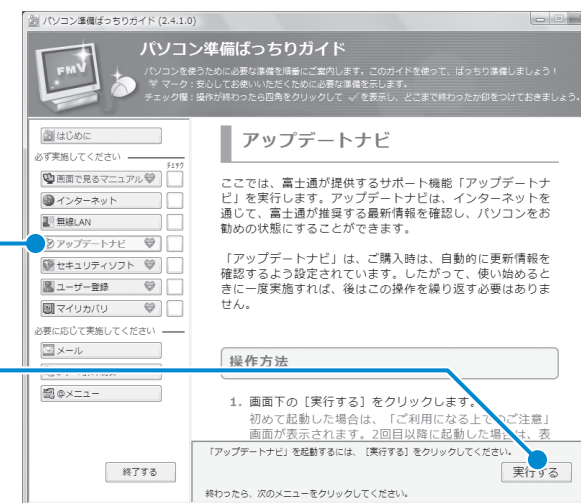 パソコン準備ばっちりガイド (2.4.1.0)
FMV
パソコン準備ばっちりガイド
パソコンを使うために必要な準備を順番にご案内します。このガイドを使って、ばっちり準備しましょう！
マーク：安心してお使いいただくために必要な準備を示します。
チェック欄：操作が終わったら四角をクリックして ✓ を表示し、どこまで終わったか印をつけておきましょう。
はじめに
必ず実施してください
チェック
画面で見るマニュアル
インターネット
無線LAN
アップデートナビ
セキュリティソフト
ユーザー登録
マイリカバリ
必要に応じて実施してください
メール
@メニュー
終了する
アップデートナビ
ここでは、富士通が提供するサポート機能「アップデートナ
ビ」を実行します。アップデートナビは、インターネットを
通じて、富士通が推奨する最新情報を確認し、パソコンをお
勧めの状態にすることができます。
「アップデートナビ」は、ご購入時は、自動的に更新情報を
確認するよう設定されています。したがって、使い始めると
きに一度実施すれば、後はこの操作を繰り返す必要はありま
せん。
操作方法
1. 画面下の［実行する］をクリックします。
初めて起動した場合は、「ご利用になる上でのご注意」
画面が表示されます。2回目以降に起動した場合は、表
「アップデートナビ」を起動するには、［実行する］をクリックしてください。
実行する
終わったら、次のメニューをクリックしてください。